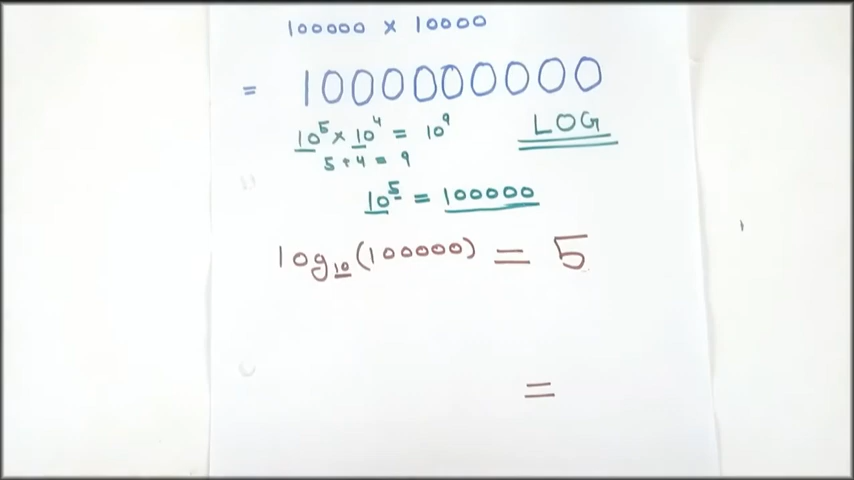 100000 × 10000
= 1000000000
10⁵ × 10⁴ = 10⁹
LOG
5 + 4 = 9
10⁵ = 100000
log₁₀(100000) = 5
=